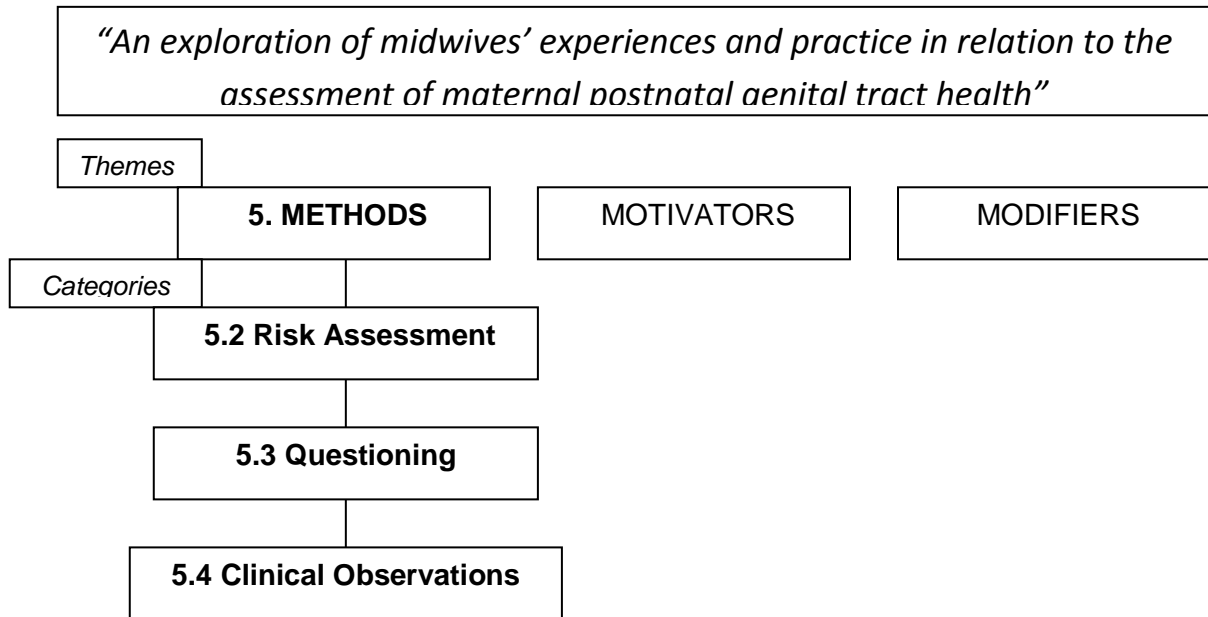 “An exploration of midwives’ experiences and practice in relation to the
assessment of maternal postnatal genital tract health”
Themes
5. METHODS MOTIVATORS MODIFIERS
Categories
5.2 Risk Assessment
5.3 Questioning
5.4 Clinical Observations